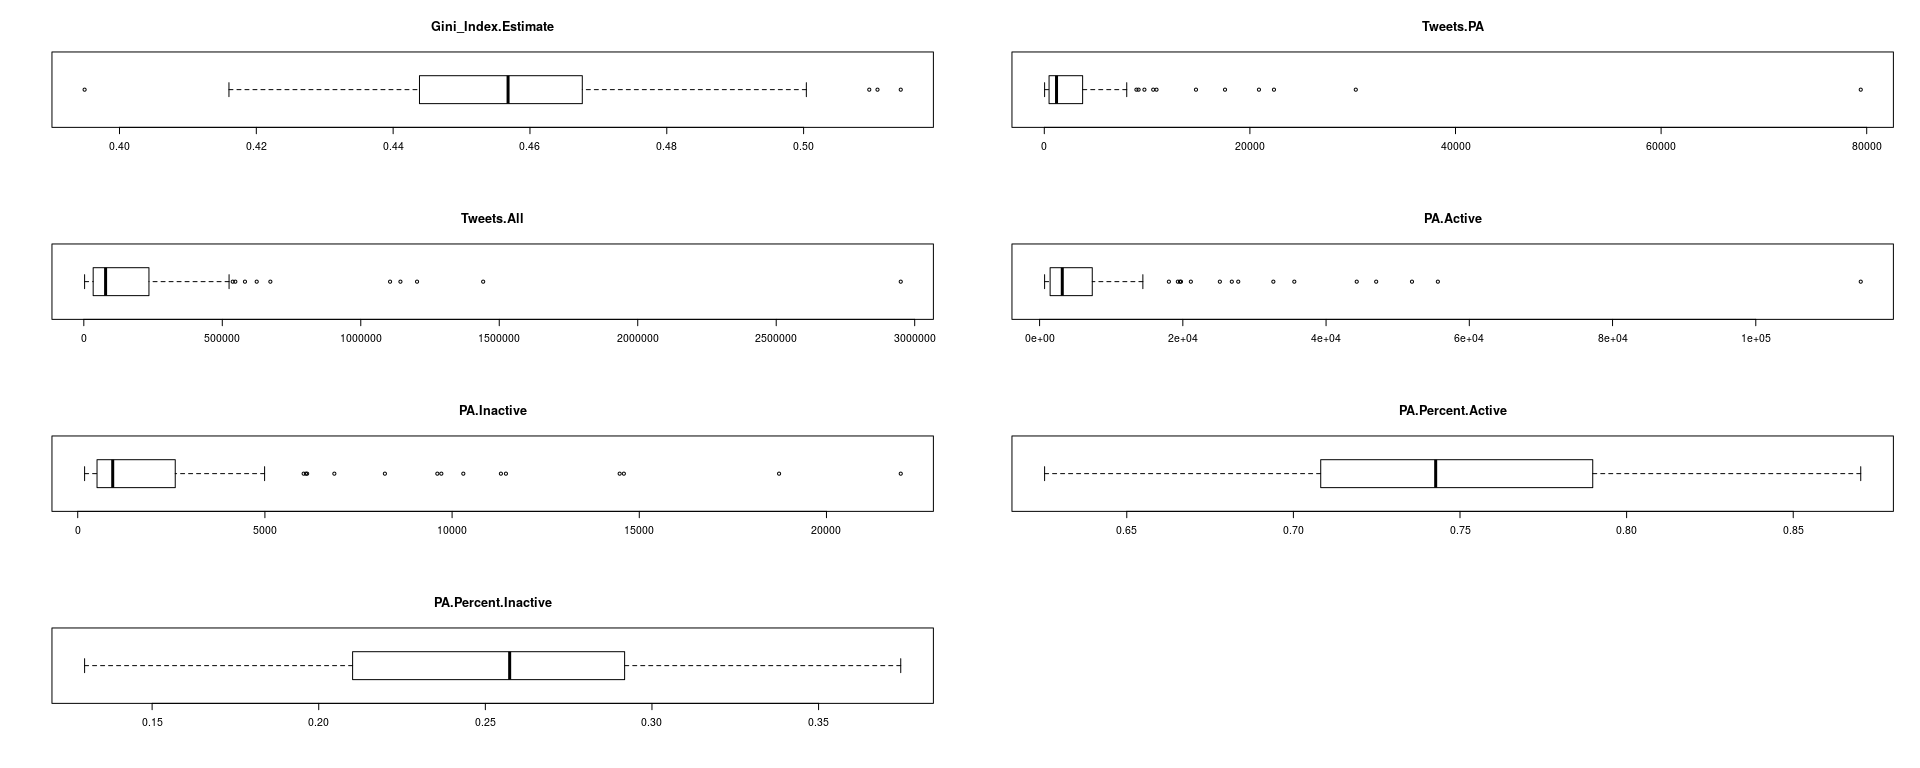 Gini_Index.Estimate
0.40 0.42 0.44 0.46 0.48 0.50
Tweets.PA
0 20000 40000 60000 80000
Tweets.All
0 500000 1000000 1500000 2000000 2500000 3000000
PA.Active
0e+00 2e+04 4e+04 6e+04 8e+04 1e+05
PA.Inactive
0 5000 10000 15000 20000
PA.Percent.Active
0.65 0.70 0.75 0.80 0.85
PA.Percent.Inactive
0.15 0.20 0.25 0.30 0.35